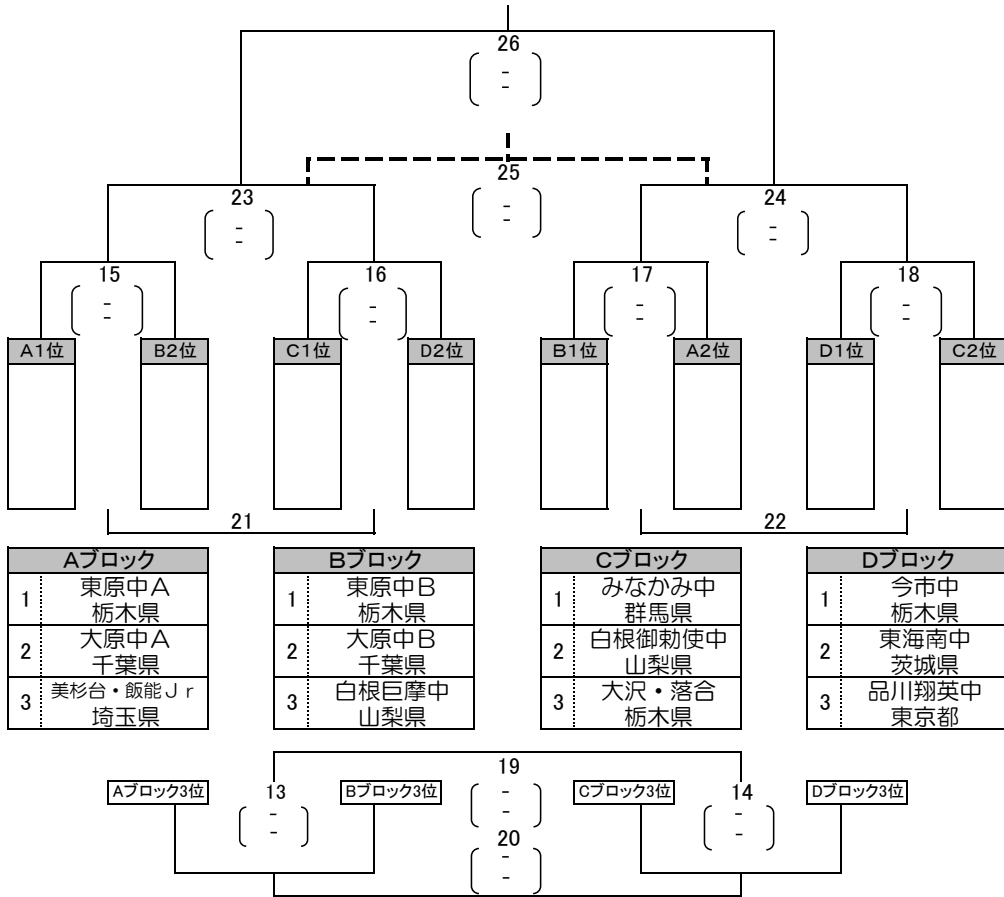 26
-
-
25
-
-
23
-
-
24
-
-
15
-
-
16
-
-
17
-
-
18
-
-
A1位 B2位 C1位 D2位 B1位 A2位 D1位 C2位
21 22
Aブロック
1 東原中A
栃木県
2 大原中A
千葉県
3 美杉台・飯能Jr
埼玉県
Bブロック
1 東原中B
栃木県
2 大原中B
千葉県
3 白根巨摩中
山梨県
Cブロック
1 みなかみ中
群馬県
2 白根御勅使中
山梨県
3 大沢・落合
栃木県
Dブロック
1 今市中
栃木県
2 東海南中
茨城県
3 品川翔英中
東京都
19
-
-
Aブロック3位 13 Bブロック3位 Cブロック3位 14 Dブロック3位
-
-
-
-
20
-
-